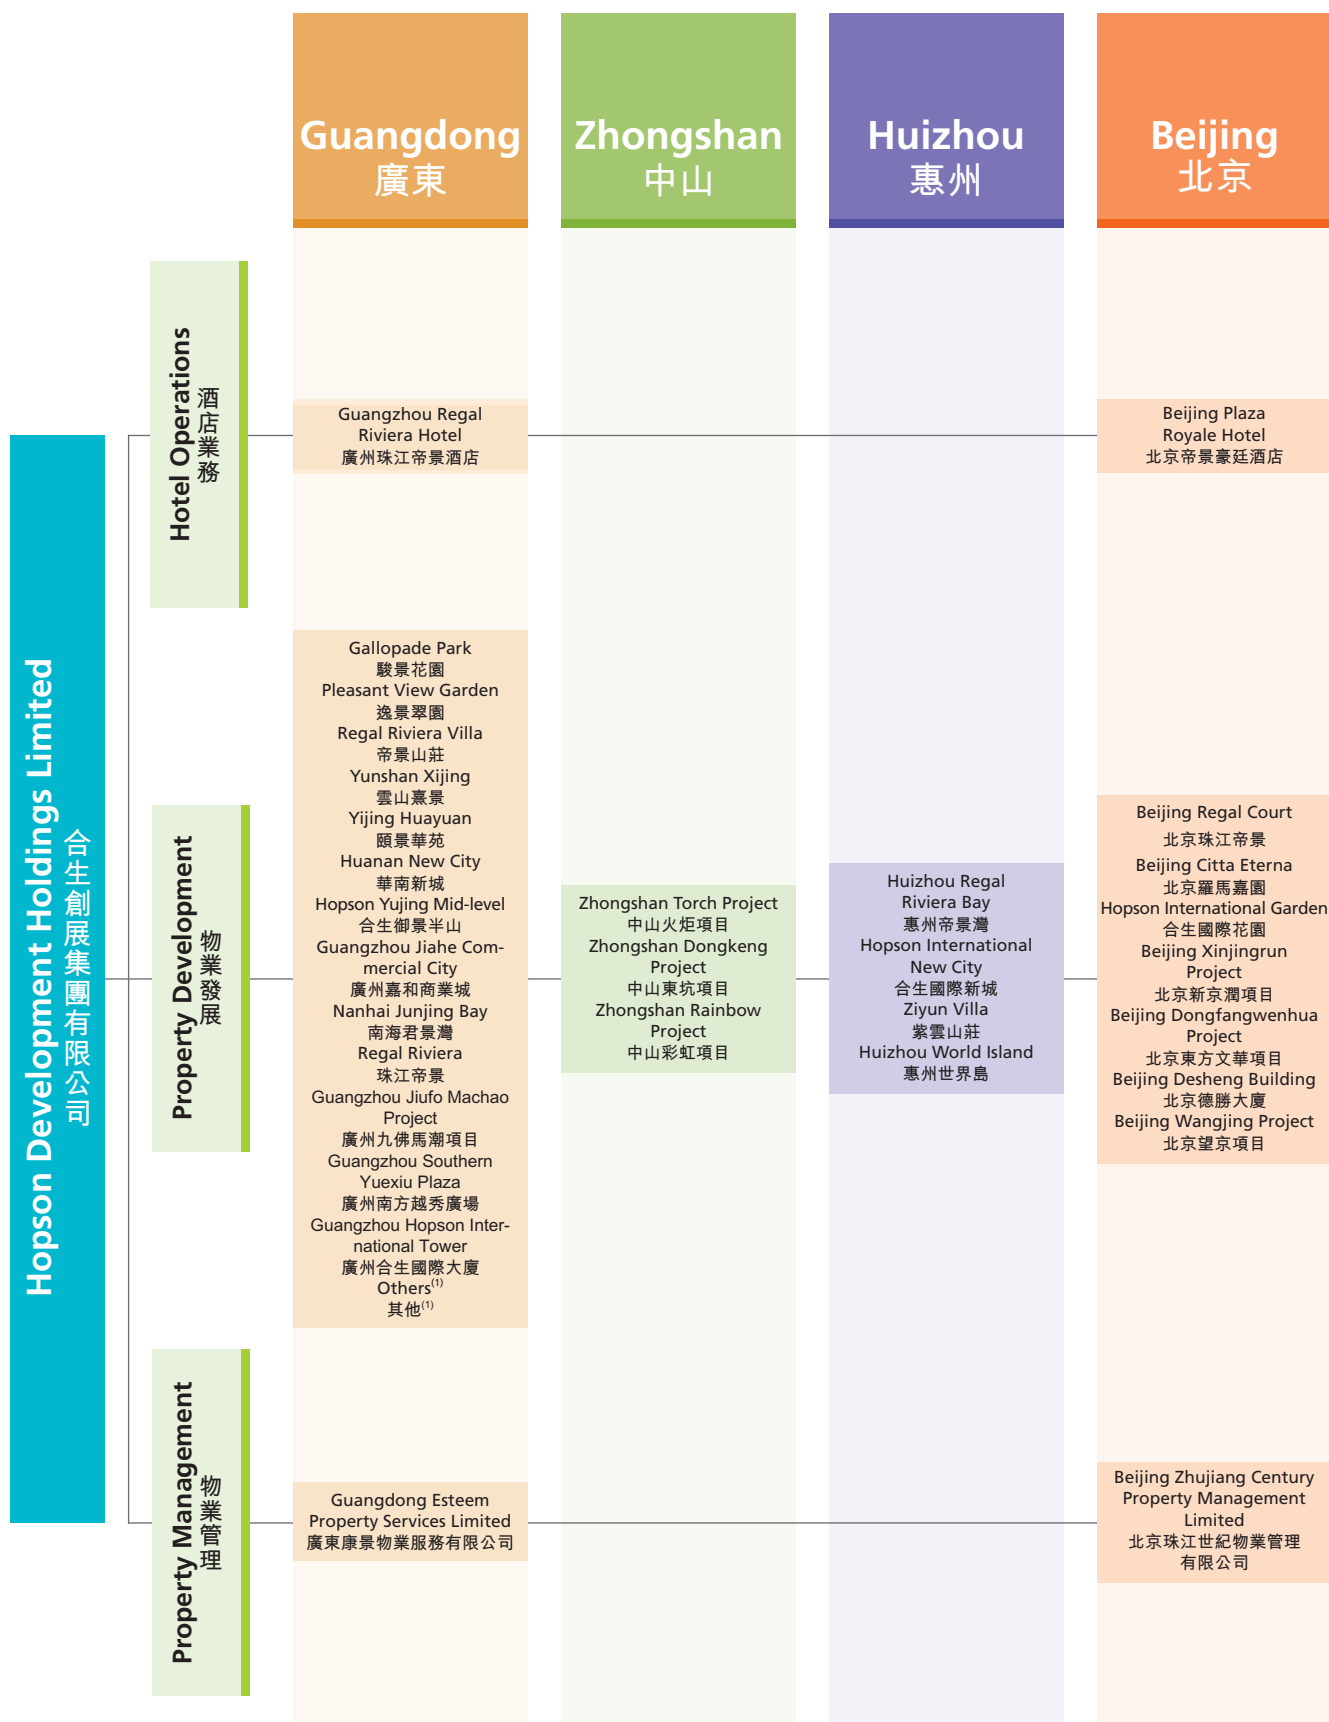 Guangdong
廣東
Zhongshan
中山
Huizhou
惠州
Beijing
北京
Hopson Development Holdings Limited
合生創展集團有限公司
Hotel Operations
酒店業務
Guangzhou Regal
Riviera Hotel
廣州珠江帝景酒店
Beijing Plaza
Royale Hotel
北京帝景豪廷酒店
Property Development
物業發展
Gallopade Park
駿景花園
Pleasant View Garden
逸景翠園
Regal Riviera Villa
帝景山莊
Yunshan Xijing
雲山熹景
Yijing Huayuan
頤景華苑
Huanan New City
華南新城
Hopson Yujing Mid-level
合生御景半山
Guangzhou Jiahe Com-
mercial City
廣州嘉和商業城
Nanhai Junjing Bay
南海君景灣
Regal Riviera
珠江帝景
Guangzhou Jiufo Machao
Project
廣州九佛馬潮項目
Guangzhou Southern
Yuexiu Plaza
廣州南方越秀廣場
Guangzhou Hopson Inter-
national Tower
廣州合生國際大廈
Others(1)
其他(1)
Zhongshan Torch Project
中山火炬項目
Zhongshan Dongkeng
Project
中山東坑項目
Zhongshan Rainbow
Project
中山彩虹項目
Huizhou Regal
Riviera Bay
惠州帝景灣
Hopson International
New City
合生國際新城
Ziyun Villa
紫雲山莊
Huizhou World Island
惠州世界島
Beijing Regal Court
北京珠江帝景
Beijing Citta Eterna
北京羅馬嘉園
Hopson International Garden
合生國際花園
Beijing Xinjingrun
Project
北京新京潤項目
Beijing Dongfangwenhua
Project
北京東方文華項目
Beijing Desheng Building
北京德勝大廈
Beijing Wangjing Project
北京望京項目
Property Management
物業管理
Guangdong Esteem
Property Services Limited
廣東康景物業服務有限公司
Beijing Zhujiang Century
Property Management
Limited
北京珠江世紀物業管理
有限公司